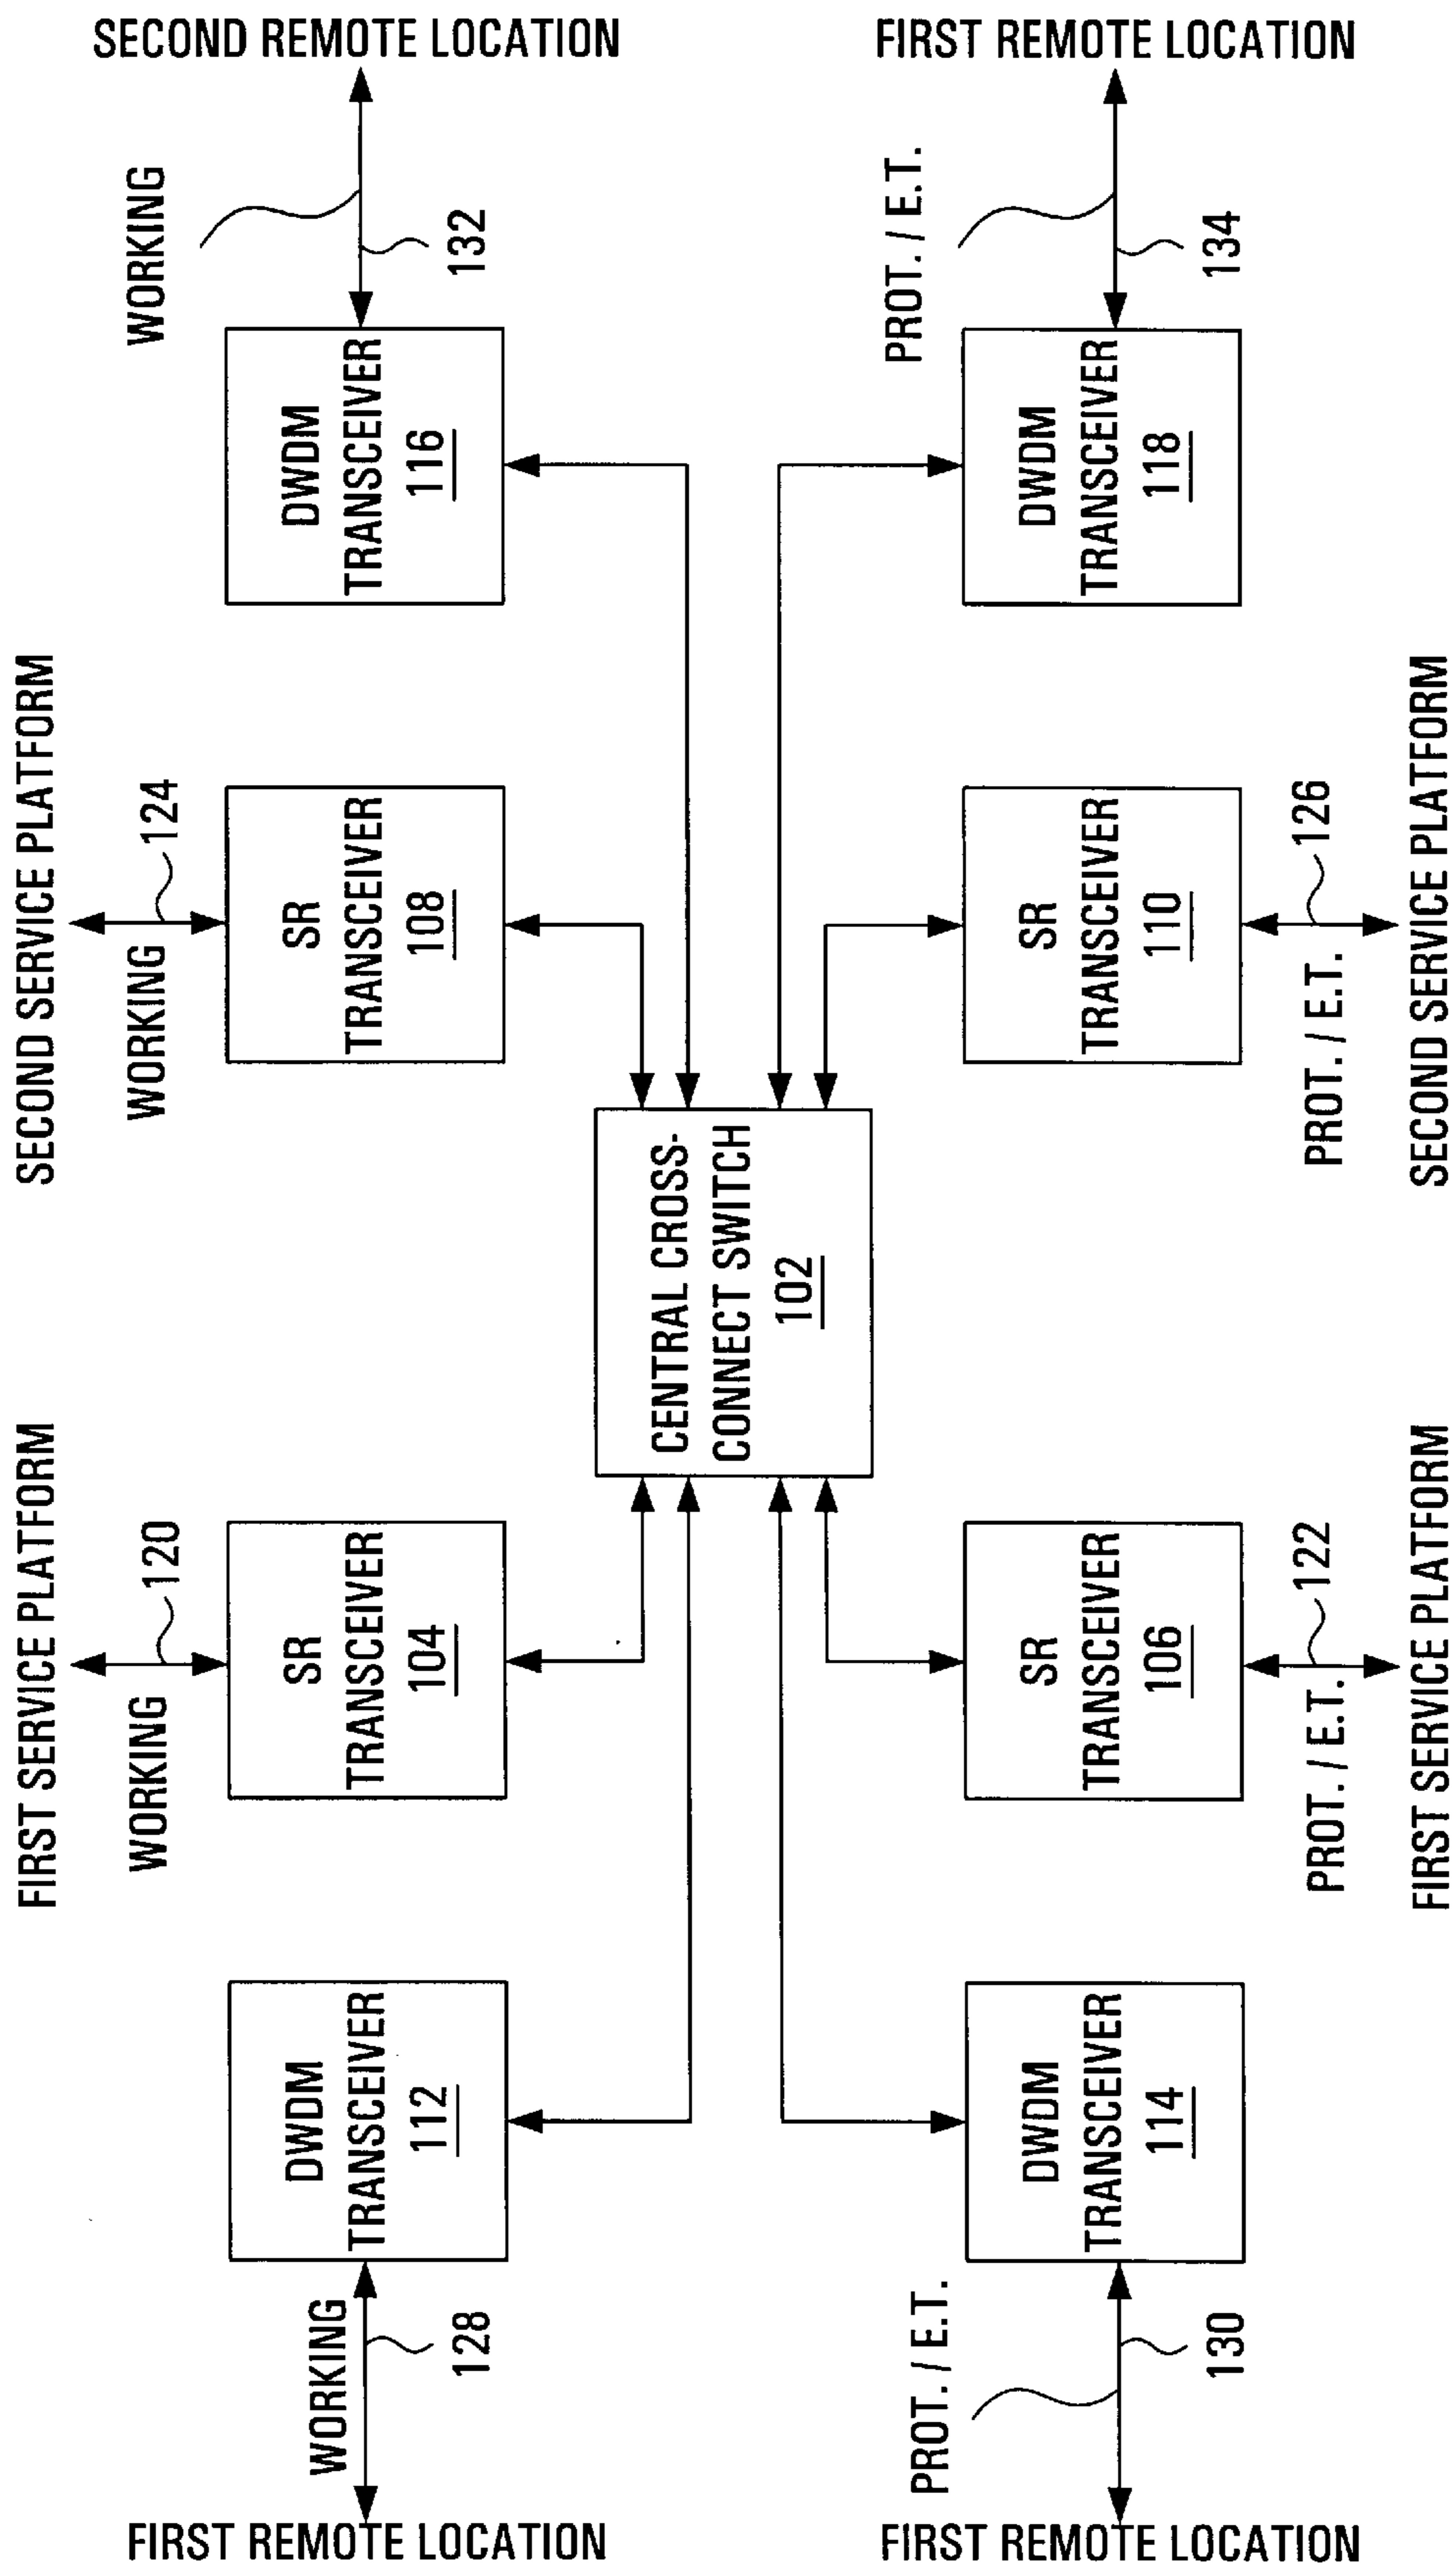 SECOND REMOTE LOCATION
FIRST REMOTE LOCATION
WORKING
132
PROT. / E.T.
134
DWDM
TRANSCEIVER
116
DWDM
TRANSCEIVER
118
SECOND SERVICE PLATFORM
WORKING
124
SR
TRANSCEIVER
108
SR
TRANSCEIVER
110
126
PROT. / E.T.
SECOND SERVICE PLATFORM
CENTRAL CROSS-
CONNECT SWITCH
102
FIRST SERVICE PLATFORM
WORKING
120
SR
TRANSCEIVER
104
SR
TRANSCEIVER
106
122
PROT. / E.T.
FIRST SERVICE PLATFORM
DWDM
TRANSCEIVER
112
DWDM
TRANSCEIVER
114
WORKING
128
PROT. / E.T.
130
FIRST REMOTE LOCATION
FIRST REMOTE LOCATION